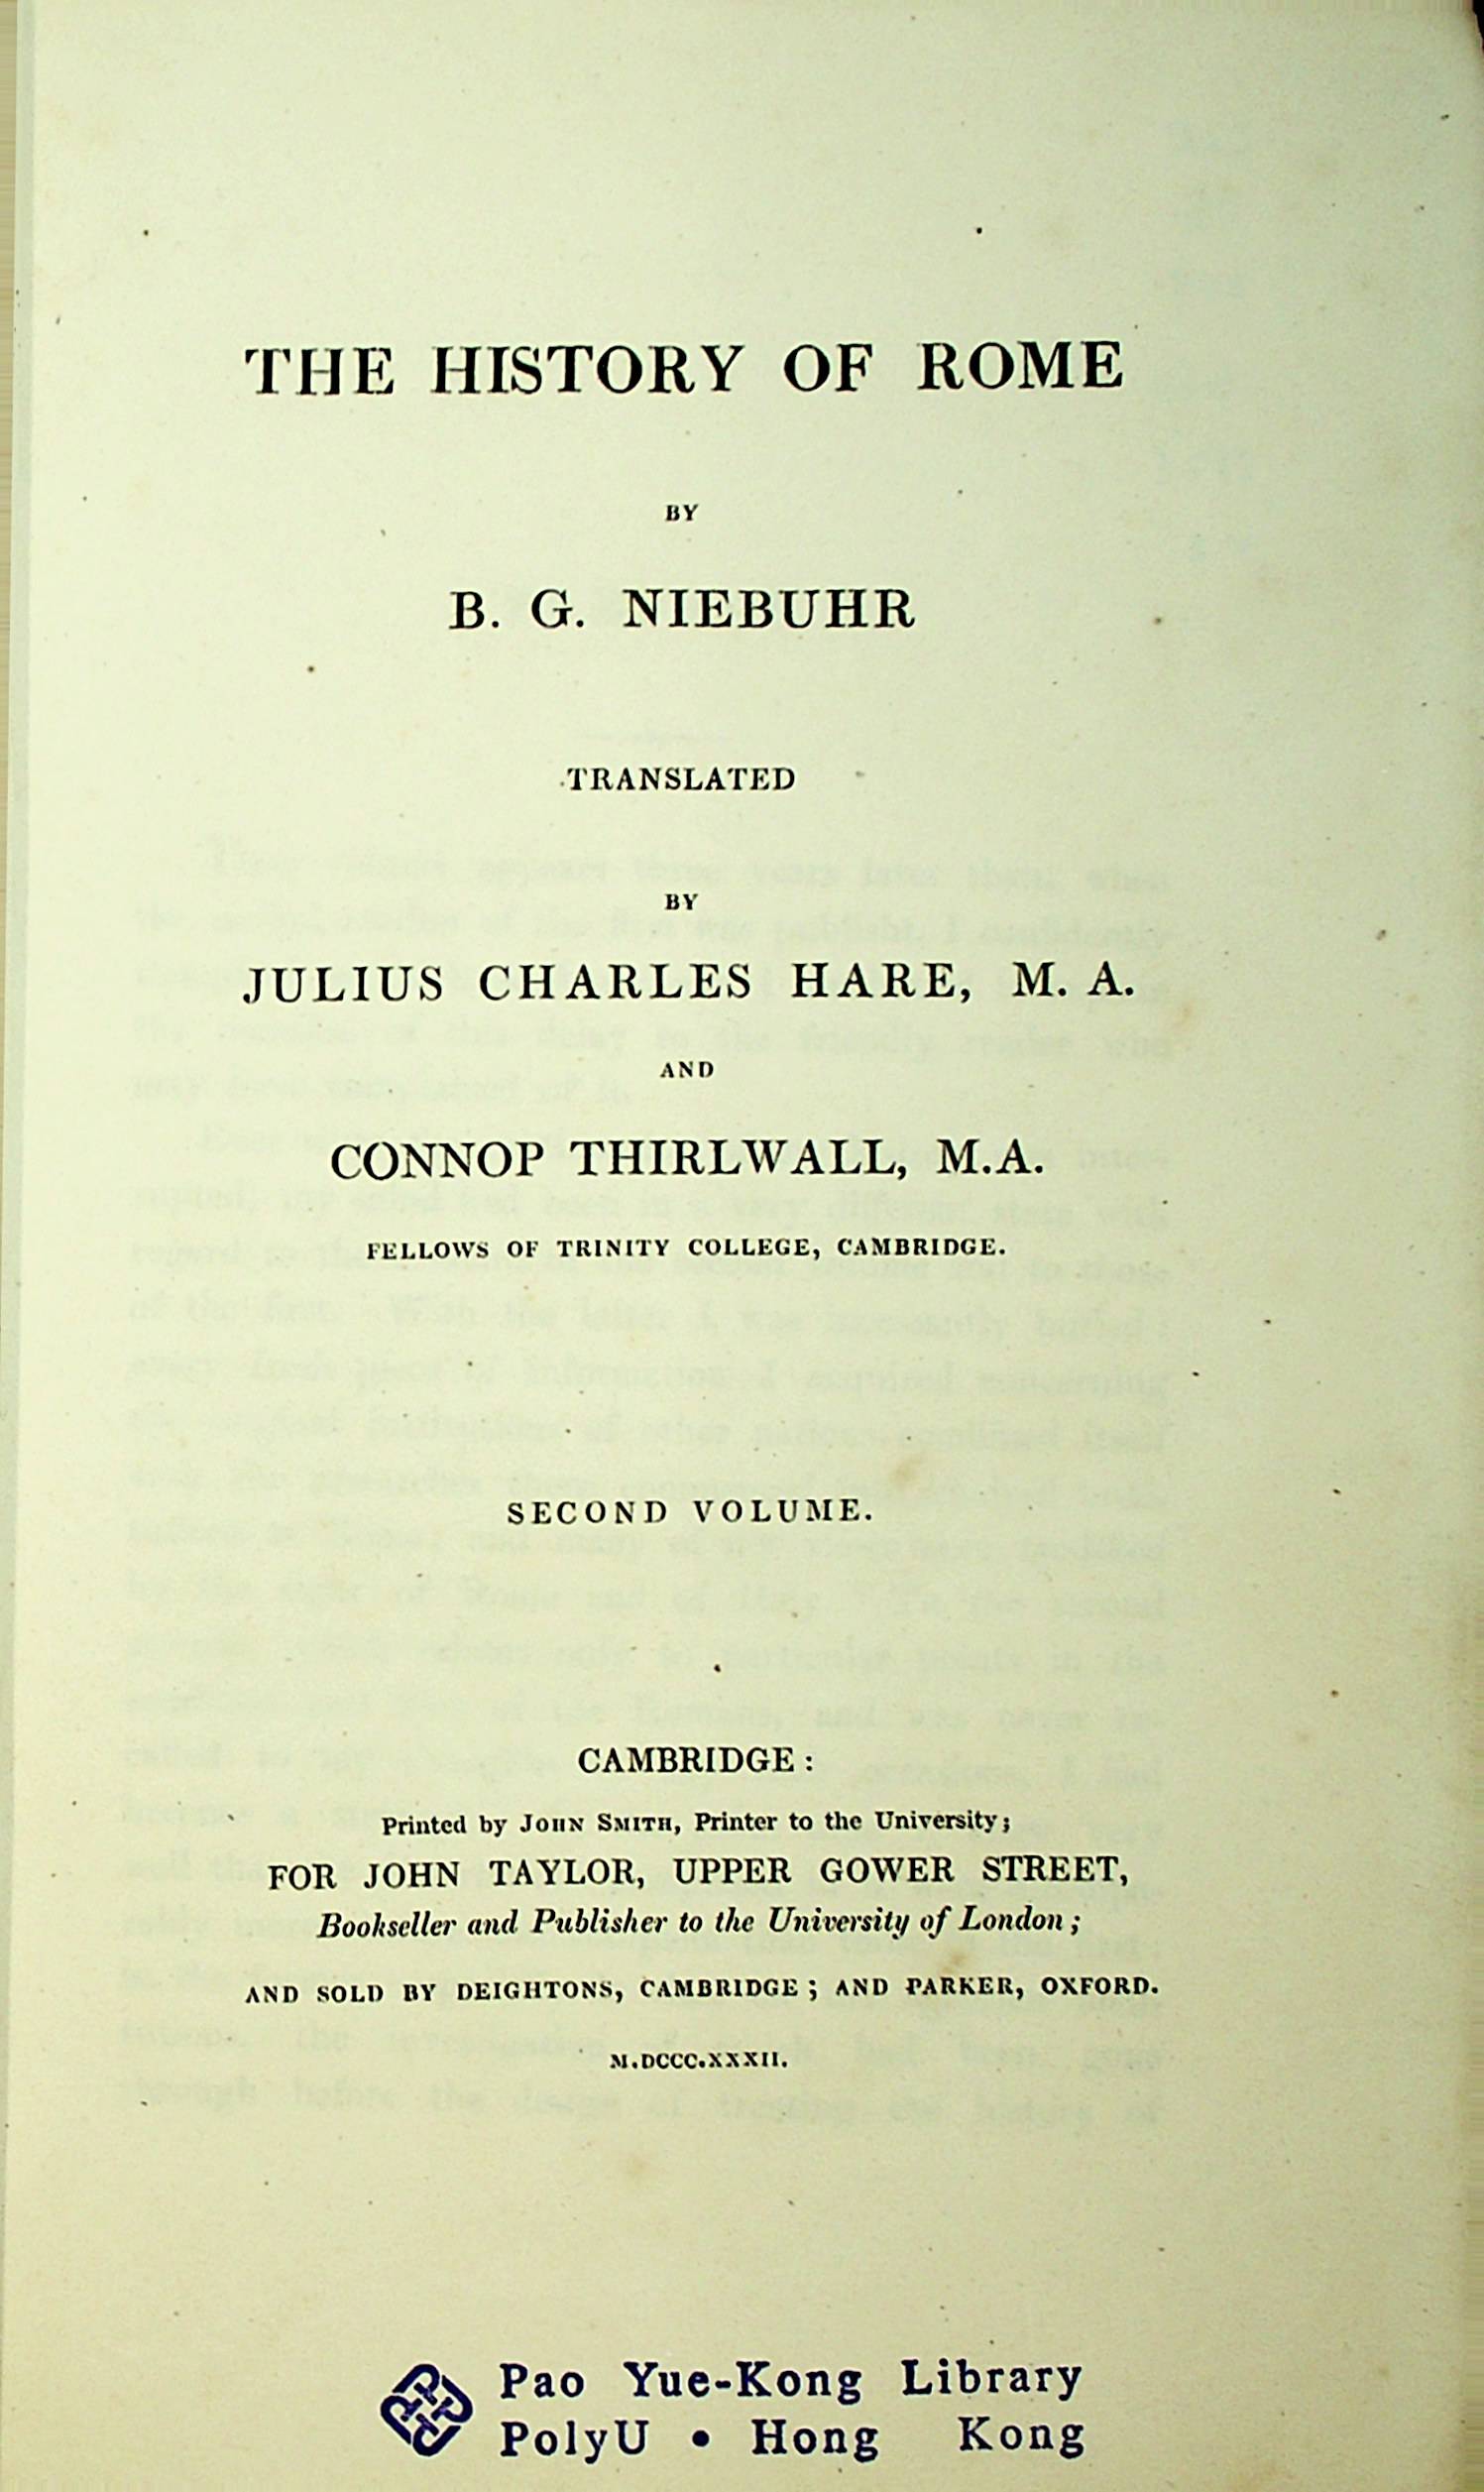 THE HISTORY OF ROME
BY
B. G. NIEBUHR
TRANSLATED
BY
JULIUS CHARLES HARE, M. A.
AND
CONNOP THIRLWALL, M.A.
FELLOWS OF TRINITY COLLEGE, CAMBRIDGE.
SECOND VOLUME.
CAMBRIDGE:
Printed by JOHN SMITH, Printer to the University;
FOR JOHN TAYLOR, UPPER GOWER STREET,
Bookseller and Publisher to the University of London;
AND SOLD BY DEIGHTONS, CAMBRIDGE; AND PARKER, OXFORD.
M.DCCC.XXXII.
Pao Yue-Kong Library
PolyU • Hong Kong